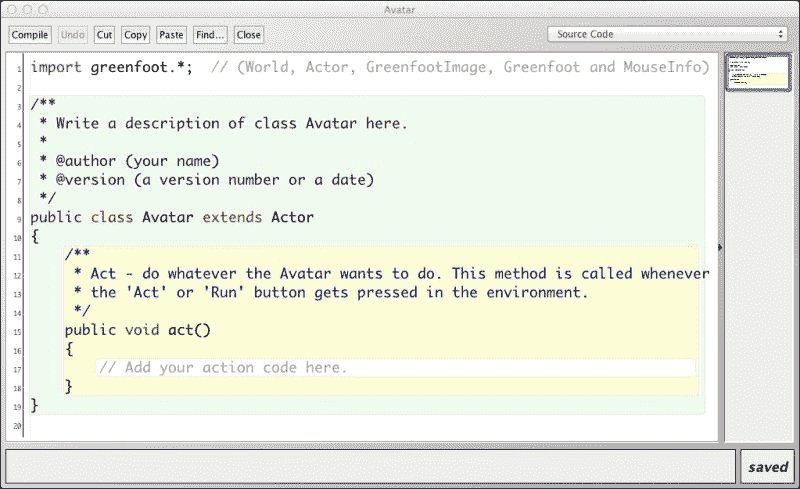 Avatar
Compile Undo Cut Copy Paste Find... Close Source Code
1 import greenfoot.*;  // (World, Actor, GreenfootImage, Greenfoot and MouseInfo)
2
3 /**
4  * Write a description of class Avatar here.
5  *
6  * @author (your name)
7  * @version (a version number or a date)
8  */
9 public class Avatar extends Actor
10 {
11     /**
12      * Act - do whatever the Avatar wants to do. This method is called whenever
13      * the 'Act' or 'Run' button gets pressed in the environment.
14      */
15     public void act()
16     {
17         // Add your action code here.
18     }
19 }
20
saved